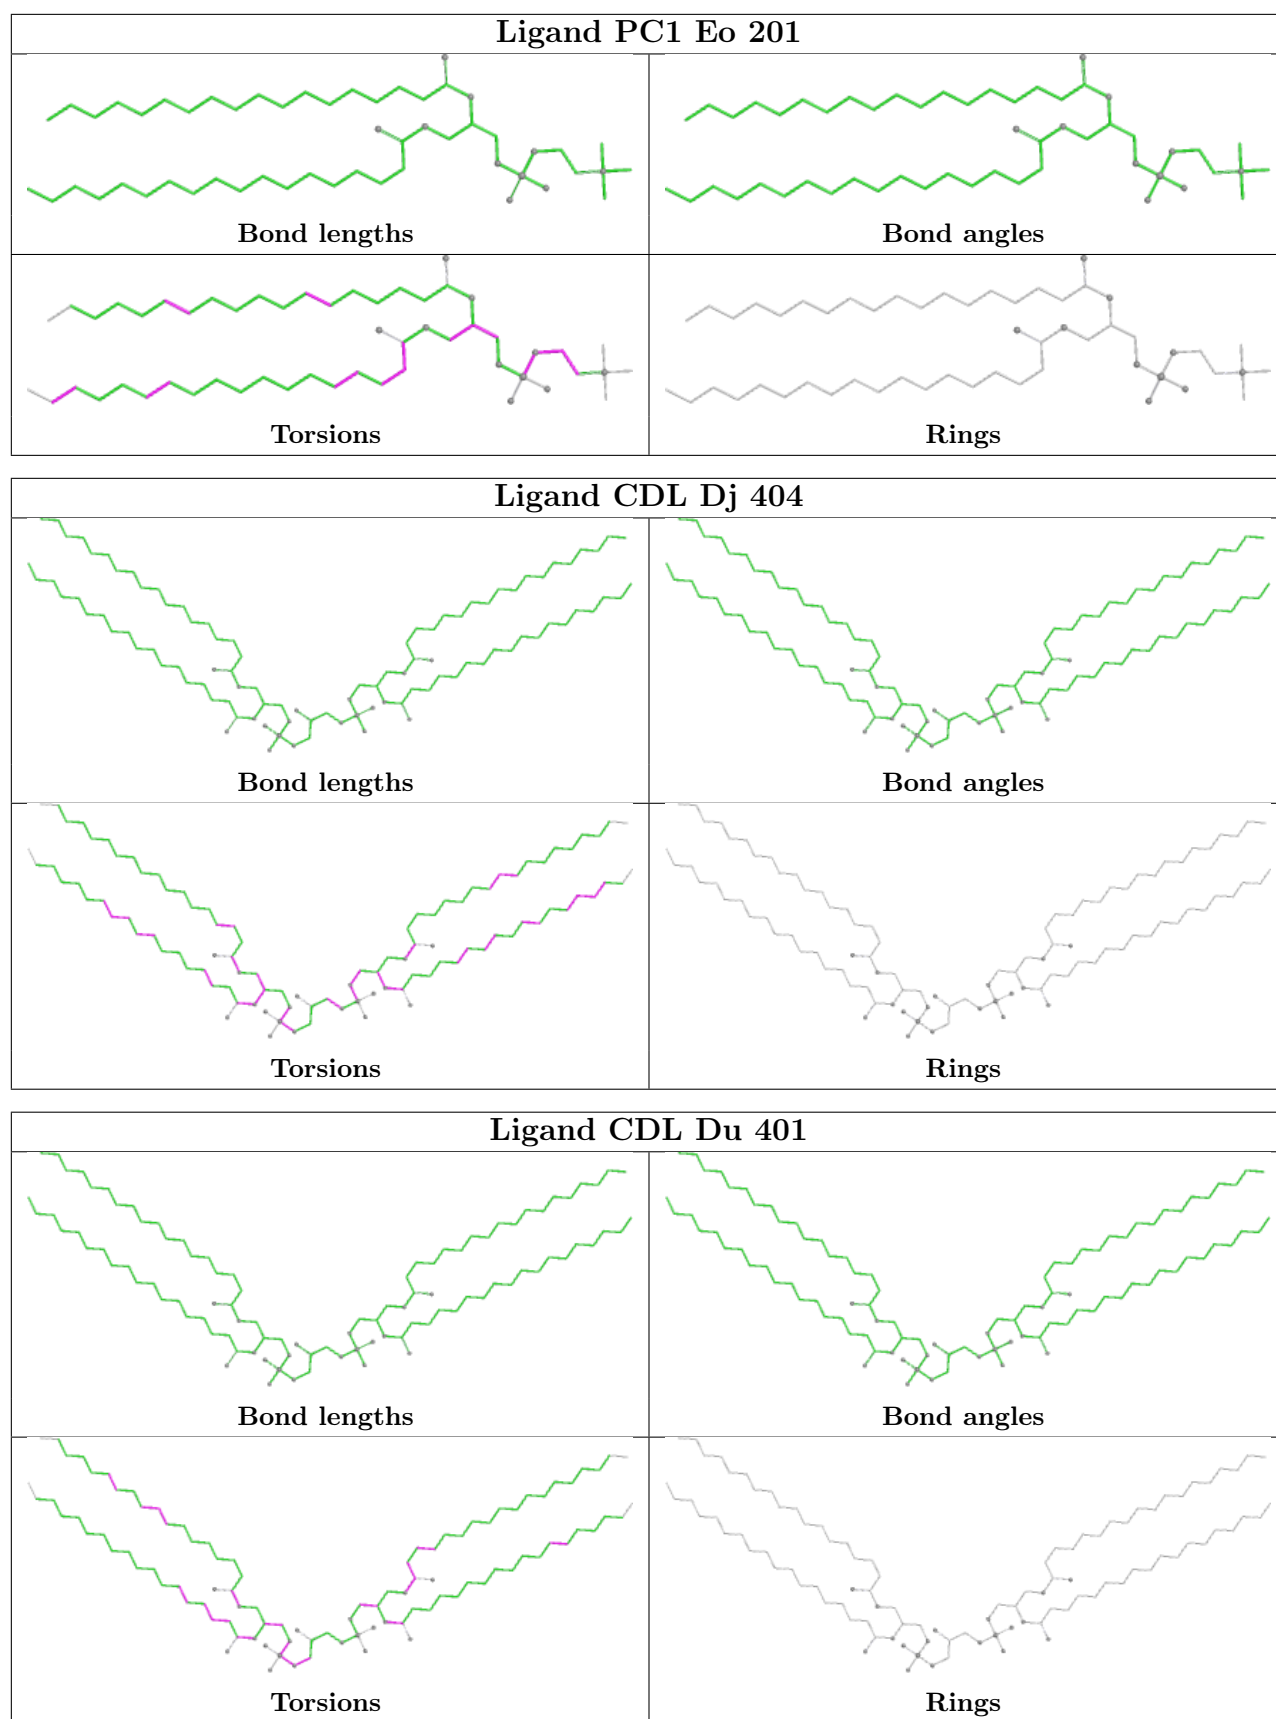 Ligand PC1 Eo 201
Bond lengths
Bond angles
Torsions
Rings
Ligand CDL Dj 404
Bond lengths
Bond angles
Torsions
Rings
Ligand CDL Du 401
Bond lengths
Bond angles
Torsions
Rings